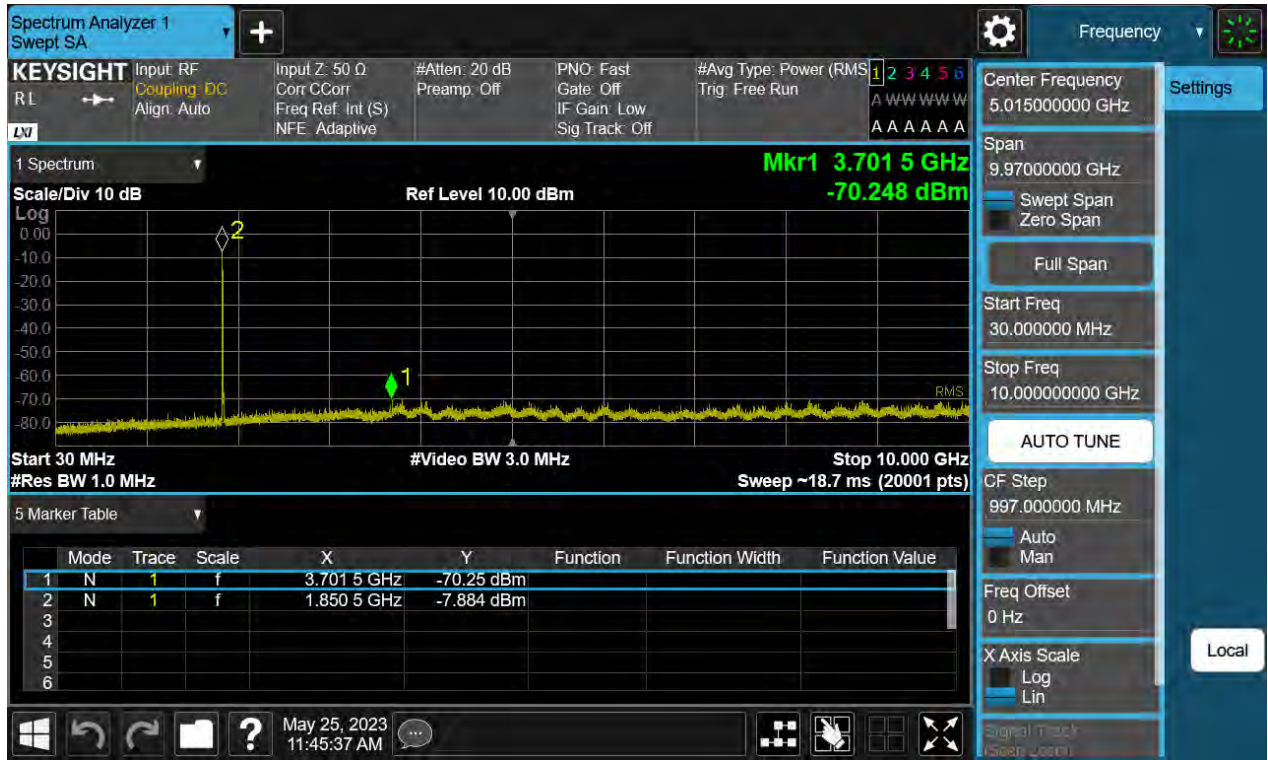 Spectrum Analyzer 1
Swept SA
+
Frequency
KEYSIGHT
RL
LXI
Input: RF
Coupling: DC
Align: Auto
Input Z: 50 Ω
Corr CCorr
Freq Ref: Int (S)
NFE: Adaptive
#Atten: 20 dB
Preamp: Off
PNO: Fast
Gate: Off
IF Gain: Low
Sig Track: Off
#Avg Type: Power (RMS
Trig: Free Run
1 2 3 4 5 6
A W W W W W
A A A A A A
1 Spectrum
Mkr1 3.701 5 GHz
Scale/Div 10 dB
Ref Level 10.00 dBm
-70.248 dBm
Log
0.00
-10.0
-20.0
-30.0
-40.0
-50.0
-60.0
-70.0
-80.0
2
1
RMS
Start 30 MHz
#Video BW 3.0 MHz
Stop 10.000 GHz
#Res BW 1.0 MHz
Sweep ~18.7 ms (20001 pts)
5 Marker Table
Mode Trace Scale X Y Function Function Width Function Value
1 N 1 f 3.701 5 GHz -70.25 dBm
2 N 1 f 1.850 5 GHz -7.884 dBm
3
4
5
6
?
May 25, 2023
11:45:37 AM
Center Frequency
5.015000000 GHz
Settings
Span
9.97000000 GHz
Swept Span
Zero Span
Full Span
Start Freq
30.000000 MHz
Stop Freq
10.000000000 GHz
AUTO TUNE
CF Step
997.000000 MHz
Auto
Man
Freq Offset
0 Hz
X Axis Scale
Log
Lin
Local
Signal Track
(Span Zoom)